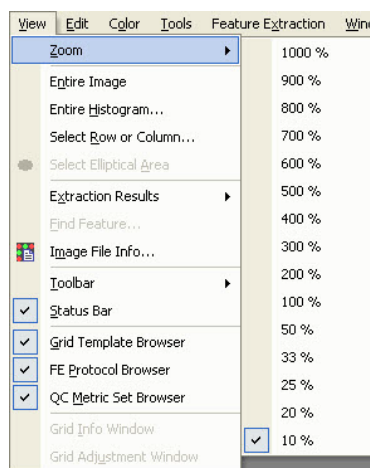 View Edit Color Tools Feature Extraction
Zoom
Entire Image
Entire Histogram...
Select Row or Column...
Select Elliptical Area
Extraction Results
Find Feature...
Image File Info...
Toolbar
Status Bar
Grid Template Browser
FE Protocol Browser
QC Metric Set Browser
Grid Info Window
Grid Adjustment Window
1000 %
900 %
800 %
700 %
600 %
500 %
400 %
300 %
200 %
100 %
50 %
33 %
25 %
20 %
10 %